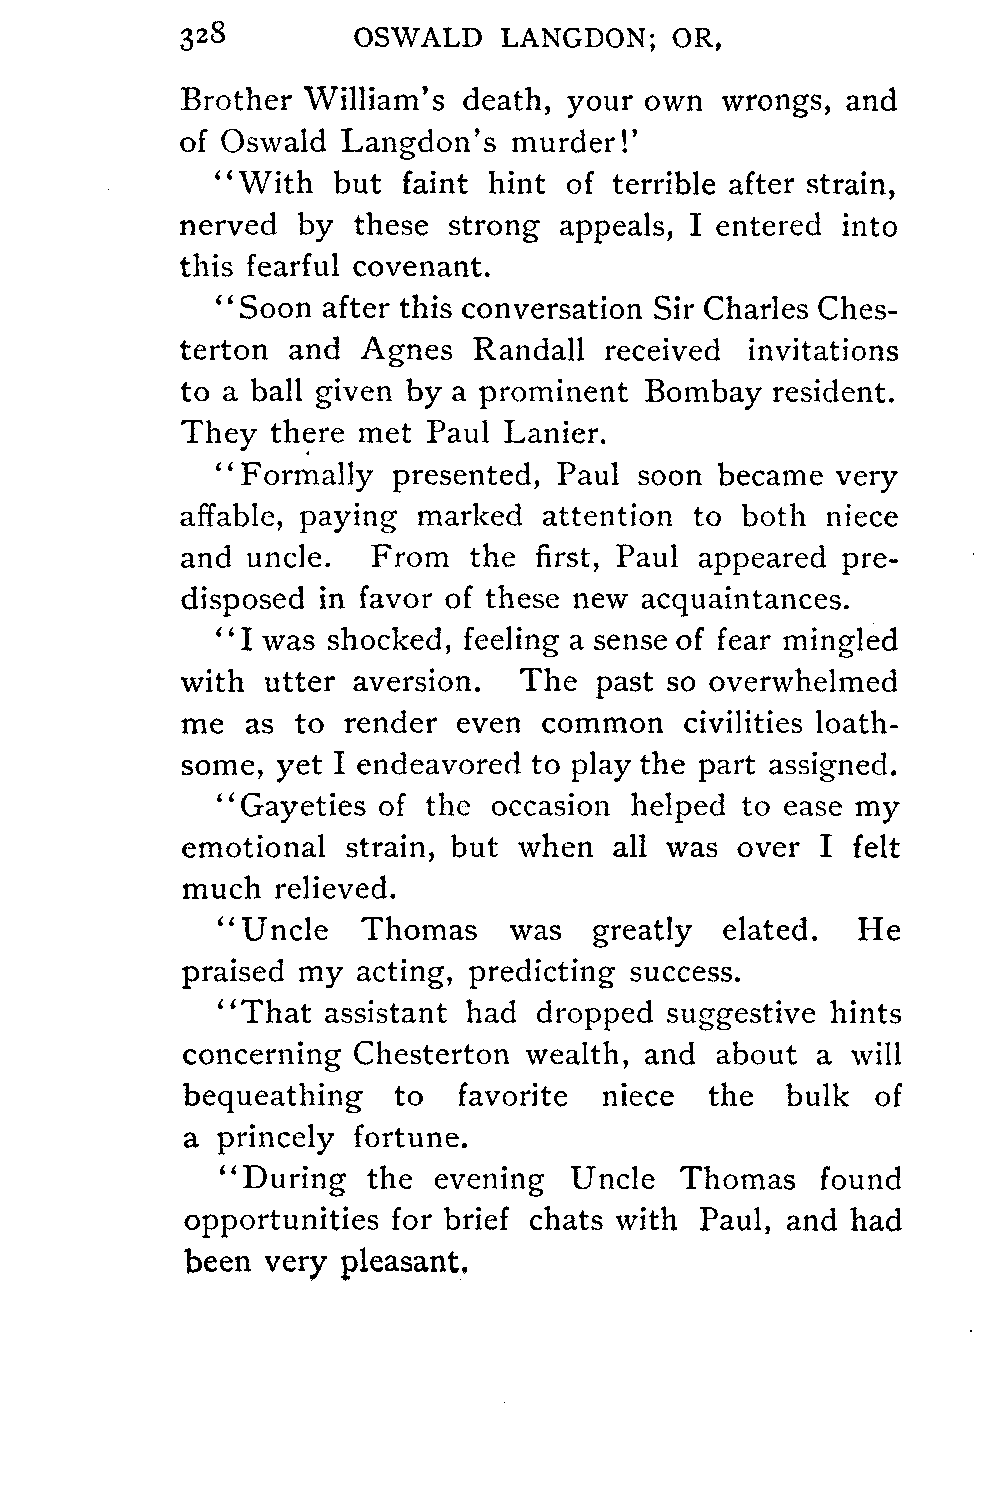 328 OSWALD LANGDON; OR,
Brother William's death, your own wrongs, and
of Oswald Langdon's murder!'
"With but faint hint of terrible after strain,
nerved by these strong appeals, I entered into
this fearful covenant.
"Soon after this conversation Sir Charles Ches-
terton and Agnes Randall received invitations
to a ball given by a prominent Bombay resident.
They there met Paul Lanier.
"Formally presented, Paul soon became very
affable, paying marked attention to both niece
and uncle. From the first, Paul appeared pre-
disposed in favor of these new acquaintances.
"I was shocked, feeling a sense of fear mingled
with utter aversion. The past so overwhelmed
me as to render even common civilities loath-
some, yet I endeavored to play the part assigned.
"Gayeties of the occasion helped to ease my
emotional strain, but when all was over I felt
much relieved.
"Uncle Thomas was greatly elated. He
praised my acting, predicting success.
"That assistant had dropped suggestive hints
concerning Chesterton wealth, and about a will
bequeathing to favorite niece the bulk of
a princely fortune.
"During the evening Uncle Thomas found
opportunities for brief chats with Paul, and had
been very pleasant.